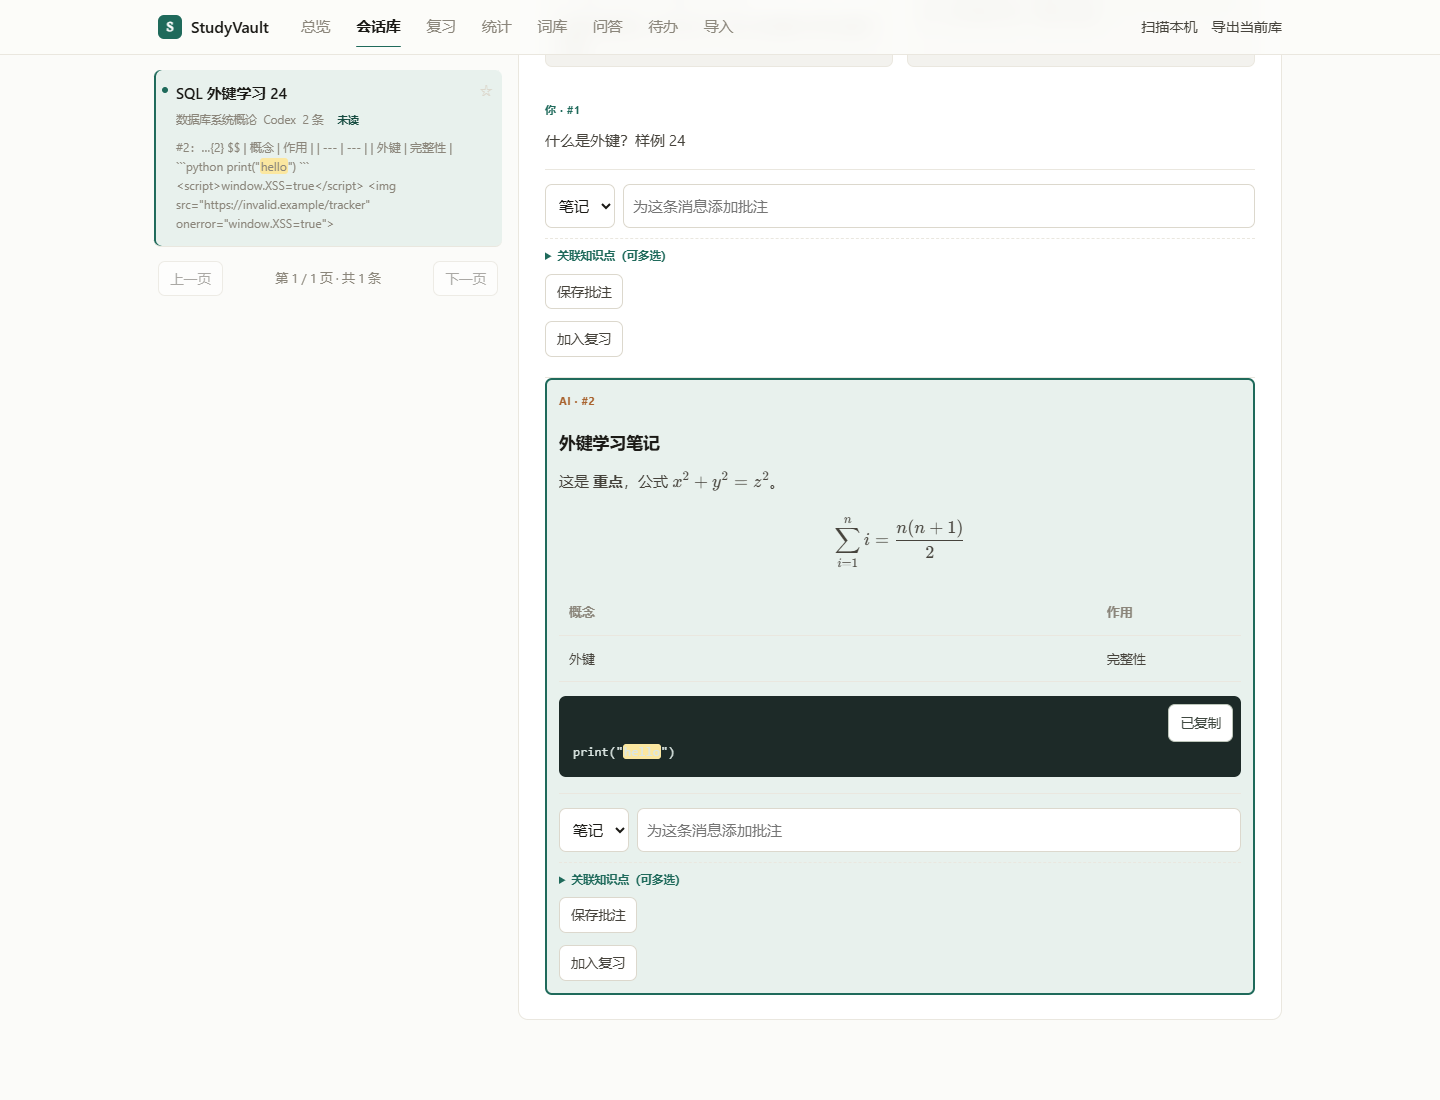 S StudyVault 总览 会话库 复习 统计 词库 问答 待办 导入 扫描本机 导出当前库
SQL 外键学习 24 ☆
数据库系统概论 Codex 2 条 未读
#2：...{2} $$ | 概念 | 作用 | | --- | --- | | 外键 | 完整性 |
```python print("hello") ```
<script>window.XSS=true</script> <img
src="https://invalid.example/tracker"
onerror="window.XSS=true">
上一页 第 1 / 1 页 · 共 1 条 下一页
你 · #1
什么是外键？样例 24
笔记 为这条消息添加批注
▶ 关联知识点（可多选）
保存批注
加入复习
AI · #2
外键学习笔记
这是 重点，公式 x² + y² = z²。
∑_{i=1}^{n} i = n(n + 1) / 2
概念 作用
外键 完整性
已复制
print("")
笔记 为这条消息添加批注
▶ 关联知识点（可多选）
保存批注
加入复习